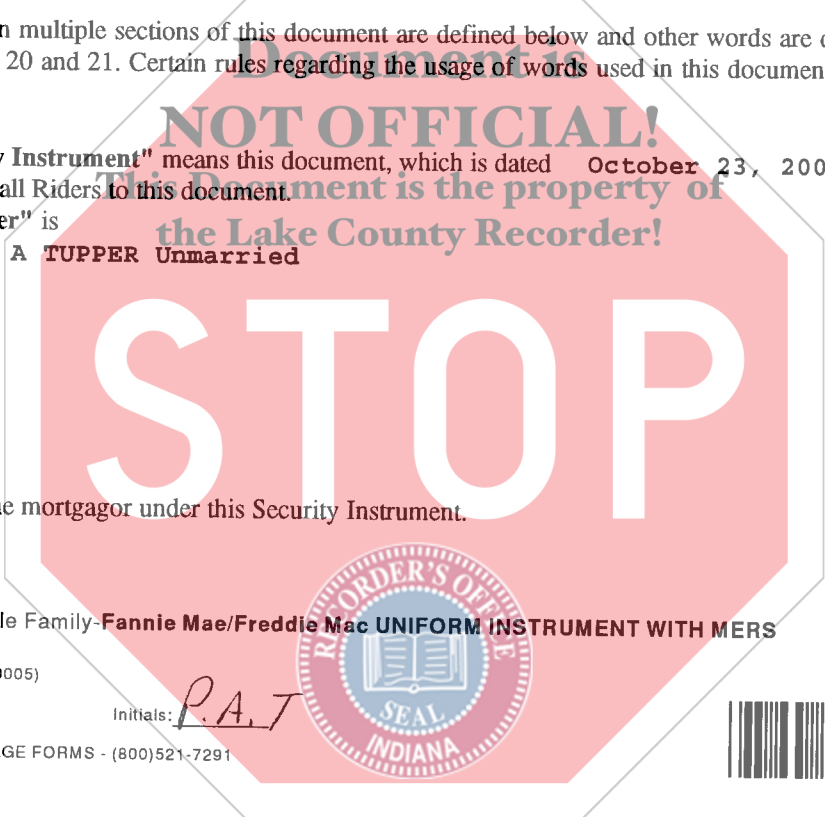 n multiple sections of this document are defined below and other words are
Document is
20 and 21. Certain rules regarding the usage of words used in this documen
NOT OFFICIAL!
Instrument" means this document, which is dated October 23, 200
This Document is the property of
all Riders to this document.
er" is
the Lake County Recorder!
A TUPPER Unmarried
STOP
e mortgagor under this Security Instrument.
RECORDER'S OFFICE
le Family-Fannie Mae/Freddie Mac UNIFORM INSTRUMENT WITH MERS
005)
Initials: P.A.T
SEAL
INDIANA
GE FORMS - (800)521-7291